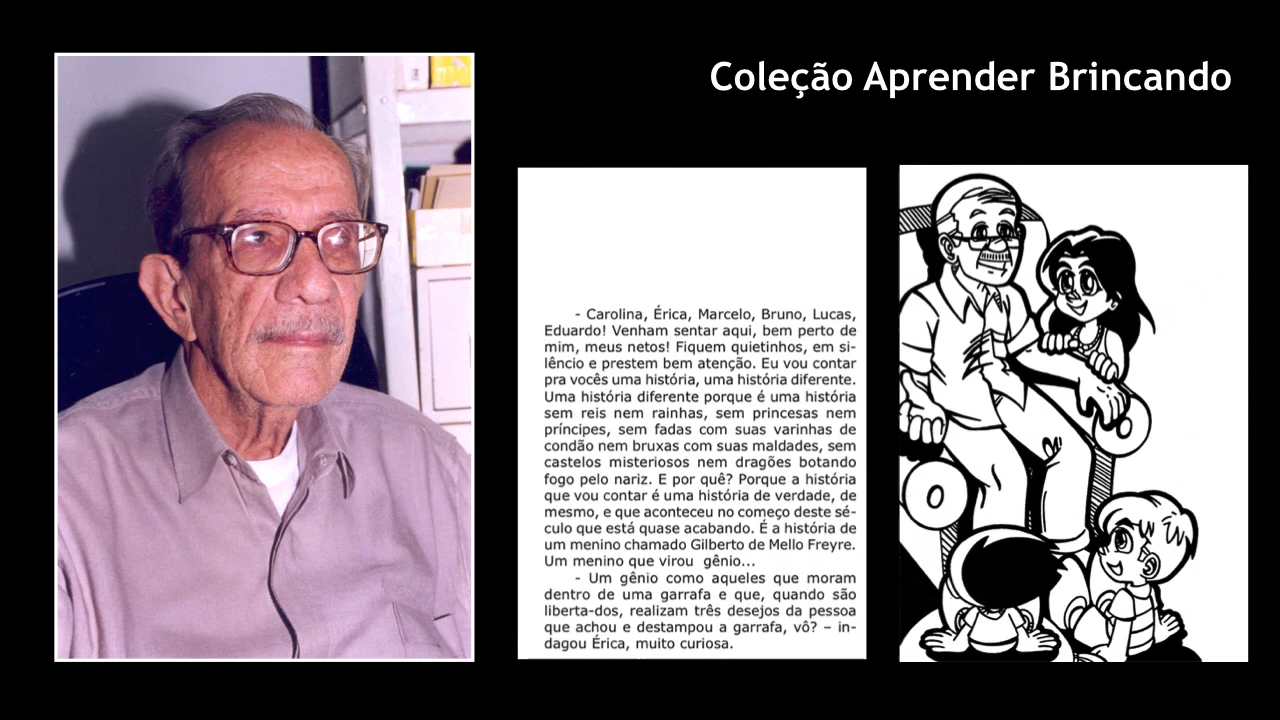 Coleção Aprender Brincando
- Carolina, Érica, Marcelo, Bruno, Lucas,
Eduardo! Venham sentar aqui, bem perto de
mim, meus netos! Fiquem quietinhos, em si-
lêncio e prestem bem atenção. Eu vou contar
pra vocês uma história, uma história diferente.
Uma história diferente porque é uma história
sem reis nem rainhas, sem princesas nem
príncipes, sem fadas com suas varinhas de
condão nem bruxas com suas maldades, sem
castelos misteriosos nem dragões botando
fogo pelo nariz. E por quê? Porque a história
que vou contar é uma história de verdade, de
mesmo, e que aconteceu no começo deste sé-
culo que está quase acabando. É a história de
um menino chamado Gilberto de Mello Freyre.
Um menino que virou gênio...
- Um gênio como aqueles que moram
dentro de uma garrafa e que, quando são
liberta-dos, realizam três desejos da pessoa
que achou e destampou a garrafa, vô? – in-
dagou Érica, muito curiosa.